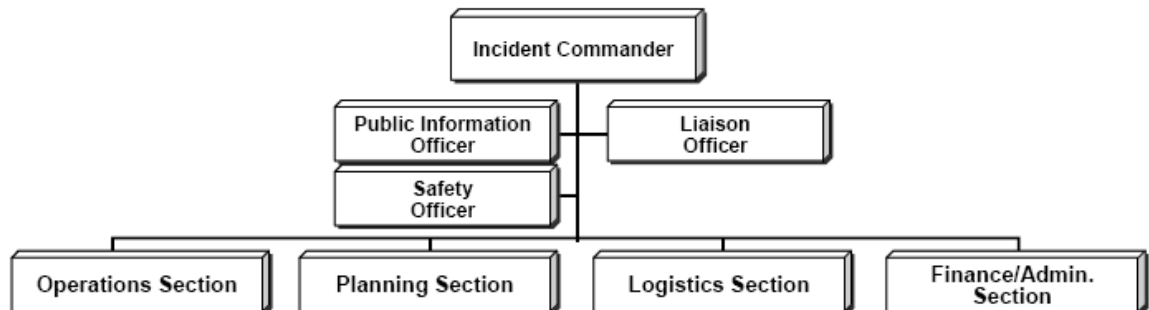 Incident Commander
Public Information
Officer
Liaison
Officer
Safety
Officer
Operations Section
Planning Section
Logistics Section
Finance/Admin.
Section